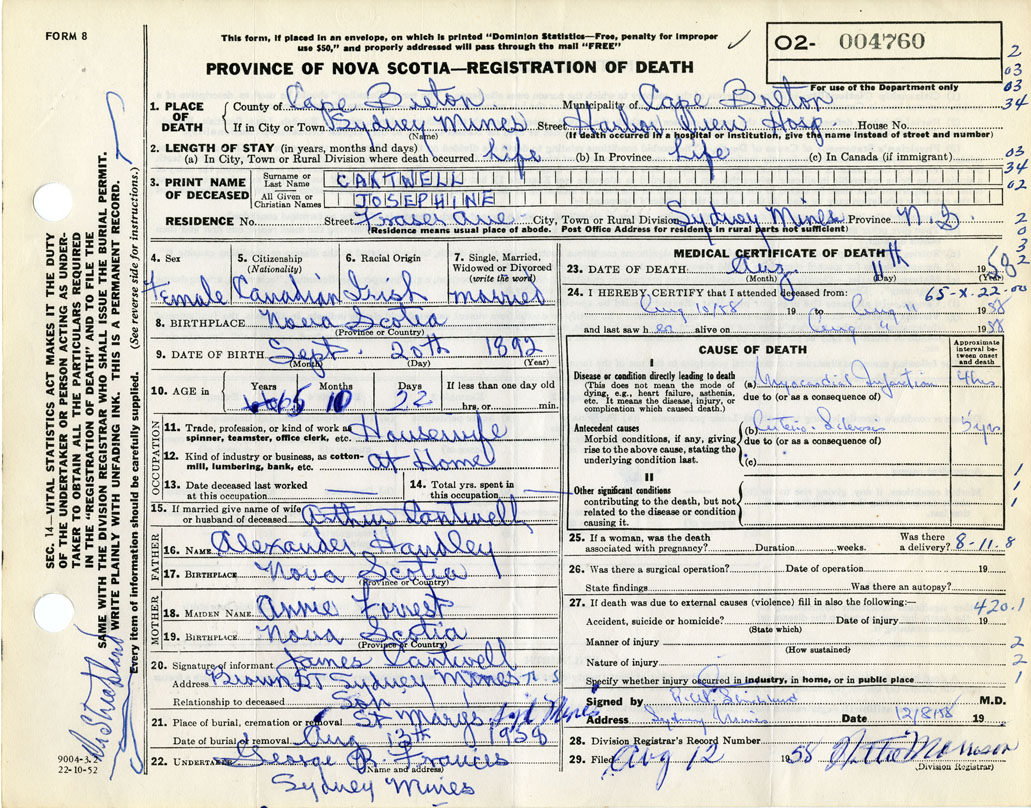 FORM 8
This form, if placed in an envelope, on which is printed "Dominion Statistics—Free, penalty for improper
use $50," and properly addressed will pass through the mail "FREE"
O2- 004760
PROVINCE OF NOVA SCOTIA—REGISTRATION OF DEATH
For use of the Department only
2
03
03
34
1. PLACE OF DEATH County of Cape Breton Municipality of Cape Breton
If in City or Town Sydney Mines Street Harbor View Hosp. House No.
(Name) (If death occurred in a hospital or institution, give the name instead of street and number)
2. LENGTH OF STAY (in years, months and days)
(a) In City, Town or Rural Division where death occurred Life (b) In Province Life (c) In Canada (if immigrant)
03
34
02
3. PRINT NAME OF DECEASED Surname or Last Name CANTWELL
All Given or Christian Names JOSEPHINE
RESIDENCE No. Street Fraser Ave City, Town or Rural Division Sydney Mines Province N.S.
(Residence means usual place of abode. Post Office Address for residents in rural parts not sufficient)
2
0
3
2
4. Sex 5. Citizenship (Nationality) 6. Racial Origin 7. Single, Married, Widowed or Divorced (write the word)
Female Canadian Irish married
8. BIRTHPLACE Nova Scotia
(Province or Country)
9. DATE OF BIRTH Sept. 20th 1892
(Month) (Day) (Year)
10. AGE in Years Months Days If less than one day old
65 10 22 hrs. or min.
OCCUPATION
11. Trade, profession, or kind of work as spinner, teamster, office clerk, etc. Housewife
12. Kind of industry or business, as cotton-mill, lumbering, bank, etc. at Home
13. Date deceased last worked at this occupation
14. Total yrs. spent in this occupation
15. If married give name of wife or husband of deceased Arthur Cantwell
FATHER
16. NAME Alexander Handley
17. BIRTHPLACE Nova Scotia
(Province or Country)
MOTHER
18. MAIDEN NAME Annie Forrest
19. BIRTHPLACE Nova Scotia
(Province or Country)
20. Signature of informant James Cantwell
Address Brown ST Sydney Mines N.S
Relationship to deceased Son
21. Place of burial, cremation or removal St Marys Syd Mines
Date of burial or removal Aug 13th 1958
22. UNDERTAKER George B. Francis
(Name and address)
Sydney Mines
MEDICAL CERTIFICATE OF DEATH
23. DATE OF DEATH Aug 11th 1958
(Month) (Day) (Year)
24. I HEREBY CERTIFY that I attended deceased from: 65-X-22-00
Aug 10/58 19 to Aug 11 1958
and last saw her alive on Aug 11 1958
CAUSE OF DEATH
Approximate interval between onset and death
I
Disease or condition directly leading to death
(This does not mean the mode of dying, e.g., heart failure, asthenia, etc. It means the disease, injury, or complication which caused death.)
(a) Myocardial Infarction 4 hrs
due to (or as a consequence of)
Antecedent causes
Morbid conditions, if any, giving rise to the above cause, stating the underlying condition last.
(b) Arterio Sclerosis 5 yrs
due to (or as a consequence of)
(c)
II
Other significant conditions
contributing to the death, but not related to the disease or condition causing it.
1
1
1
25. If a woman, was the death associated with pregnancy? Duration weeks. Was there a delivery? 8-11.8
26. Was there a surgical operation? Date of operation 19
State findings Was there an autopsy?
27. If death was due to external causes (violence) fill in also the following:—
420.1
Accident, suicide or homicide? Date of injury 19
(State which)
Manner of injury 2
(How sustained)
Nature of injury 2
Specify whether injury occurred in industry, in home, or in public place 1
Signed by M.D.
Address Sydney Mines Date 12/8/58 19
28. Division Registrar's Record Number
29. Filed Aug 12 1958
(Division Registrar)
SEC. 14—VITAL STATISTICS ACT MAKES IT THE DUTY
OF THE UNDERTAKER OR PERSON ACTING AS UNDER-
TAKER TO OBTAIN ALL THE PARTICULARS REQUIRED
IN THE "REGISTRATION OF DEATH" AND TO FILE THE
SAME WITH THE DIVISION REGISTRAR WHO SHALL ISSUE THE BURIAL PERMIT.
WRITE PLAINLY WITH UNFADING INK. THIS IS A PERMANENT RECORD.
Every item of information should be carefully supplied. (See reverse side for instructions.)
9004-3.2
22-10-52